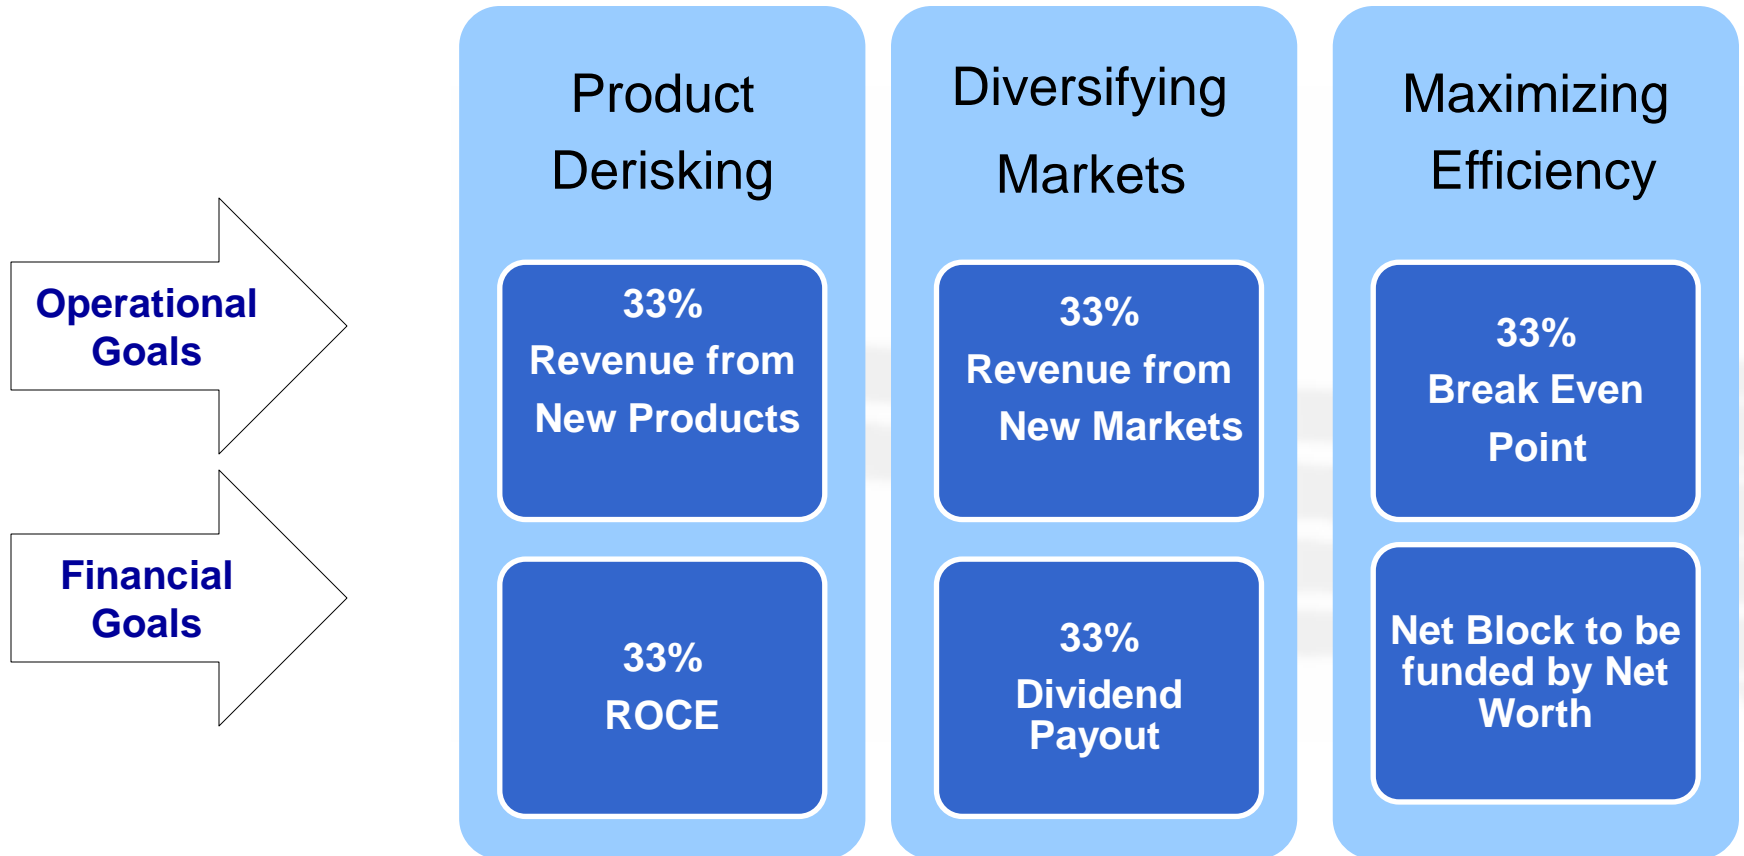 Product
Derisking
Diversifying
Markets
Maximizing
Efficiency
Operational
Goals
33%
Revenue from
New Products
33%
Revenue from
New Markets
33%
Break Even
Point
Financial
Goals
33%
ROCE
33%
Dividend
Payout
Net Block to be
funded by Net
Worth